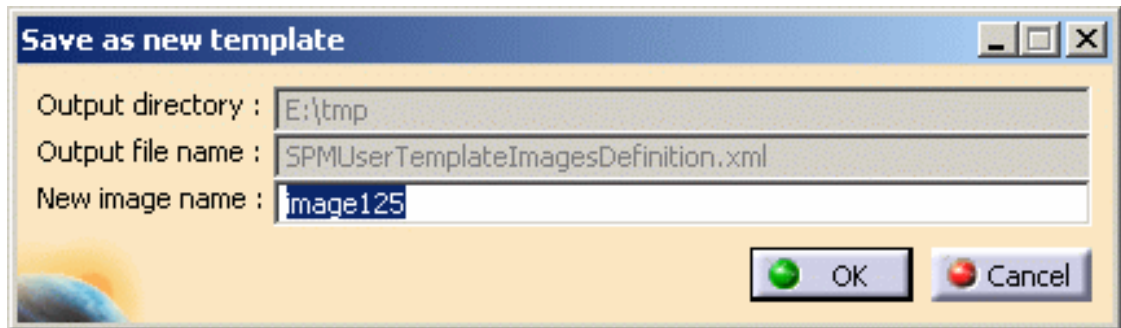 Save as new template
Output directory : E:\tmp
Output file name : SPMUserTemplateImagesDefinition.xml
New image name : image125
OK Cancel